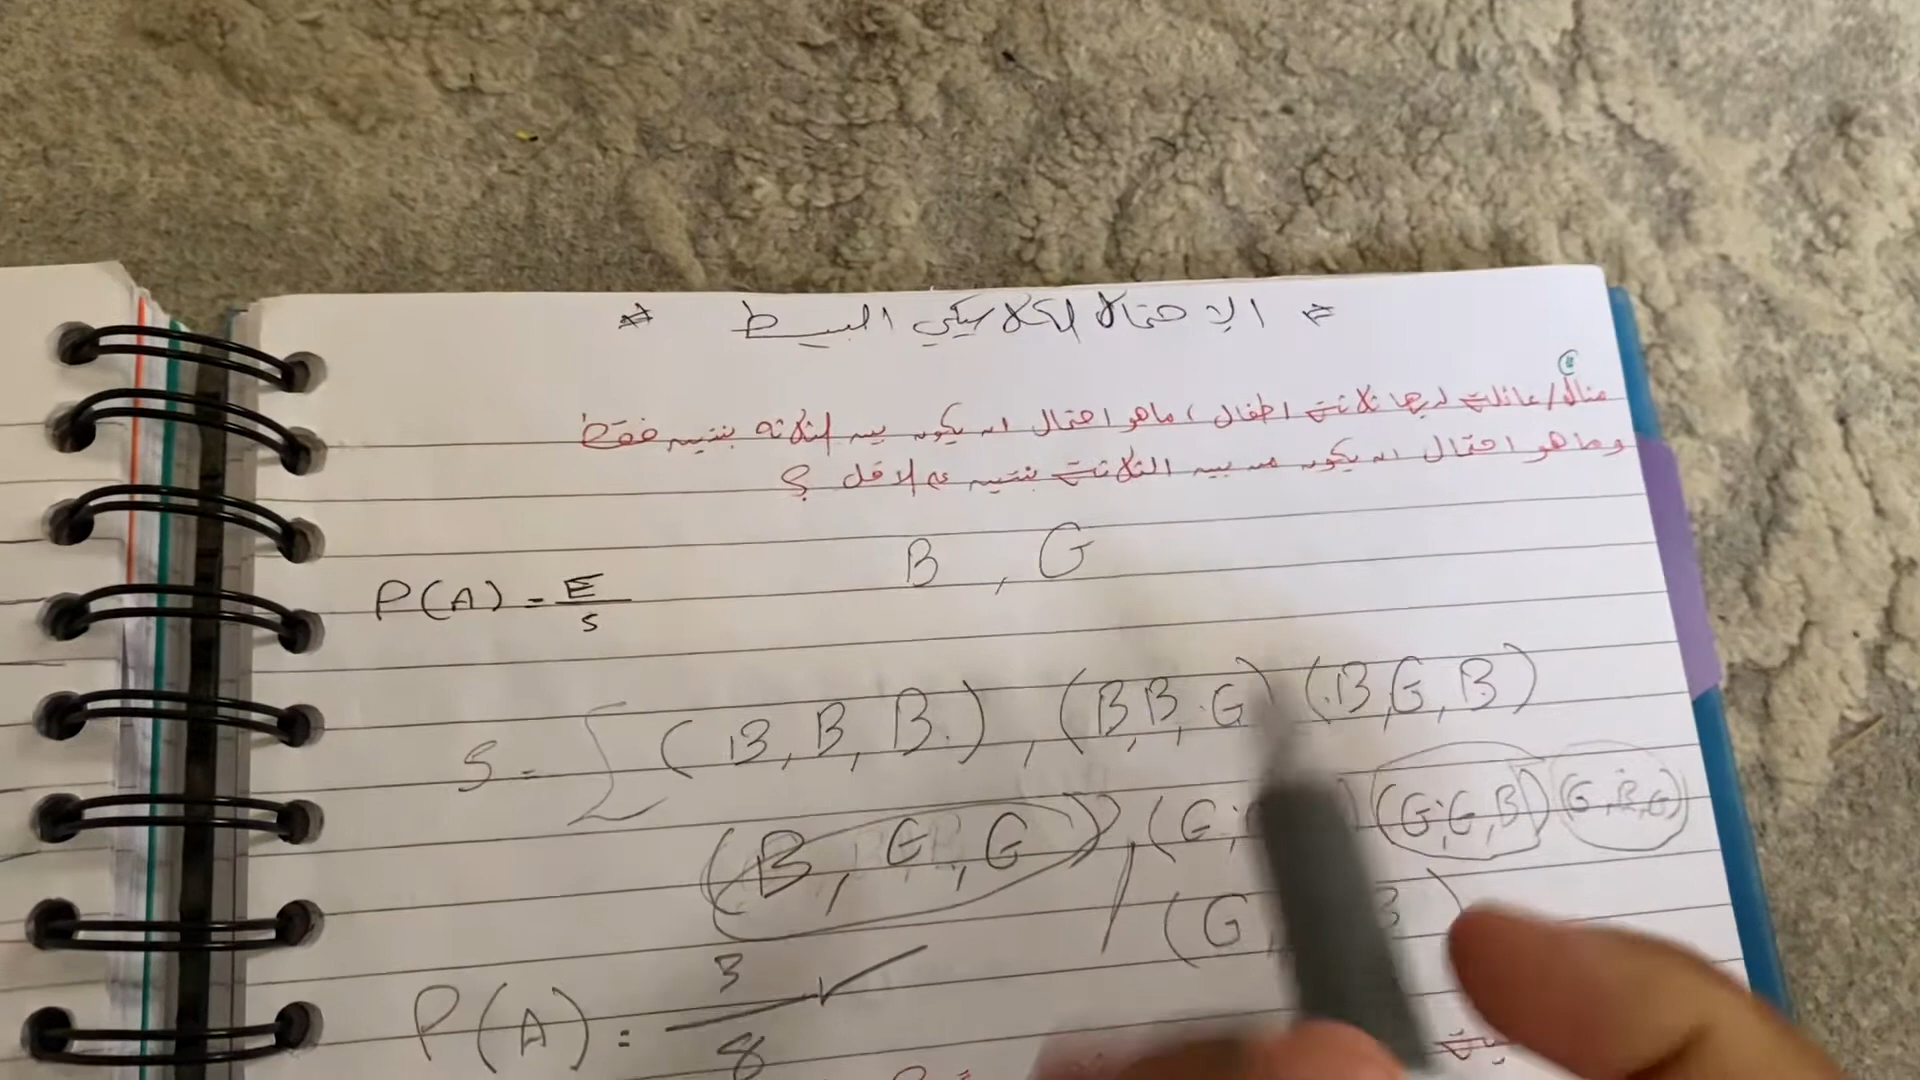 * الاحتمال الكلاسيكي البسيط *
مثال/ عائلة لديها ثلاثة اطفال، ماهو احتمال ان يكون بين الثلاثة بنتين فقط
وما هو احتمال ان يكون من بين الثلاثة بنتين ع الاقل ؟
B , G
P(A) = E/S
S = { (B, B, B), (B, B, G) (B, G, B)
(B, G, G), (G, (G, G, B) (G, B, G)
(G, B)
P(A) = 3/8 ✓